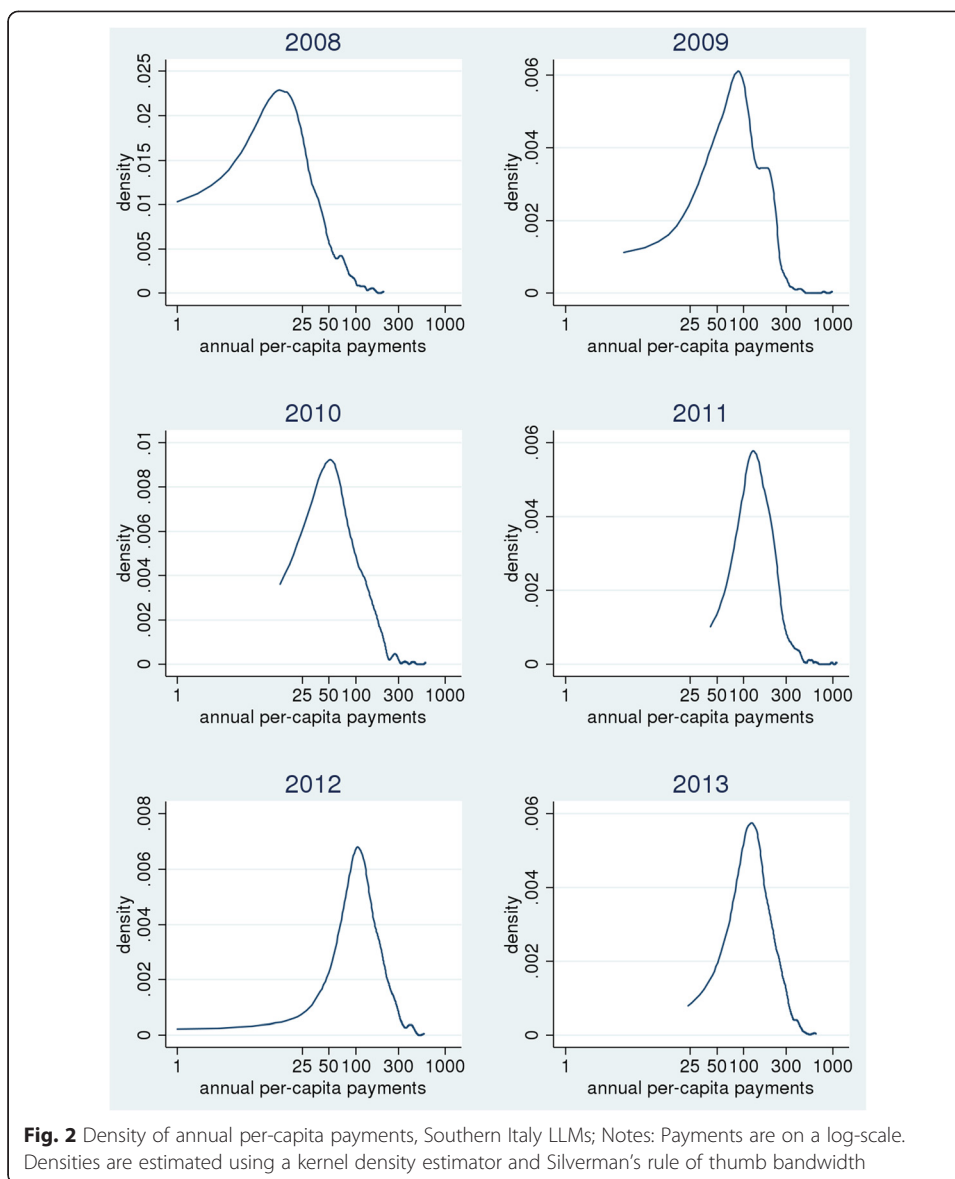 2008
density
0 .005 .01 .015 .02 .025
1 25 50 100 300 1000
annual per-capita payments
2009
density
0 .002 .004 .006
1 25 50 100 300 1000
annual per-capita payments
2010
density
0 .002 .004 .006 .008 .01
1 25 50 100 300 1000
annual per-capita payments
2011
density
0 .002 .004 .006
1 25 50 100 300 1000
annual per-capita payments
2012
density
0 .002 .004 .006 .008
1 25 50 100 300 1000
annual per-capita payments
2013
density
0 .002 .004 .006
1 25 50 100 300 1000
annual per-capita payments
Fig. 2 Density of annual per-capita payments, Southern Italy LLMs; Notes: Payments are on a log-scale.
Densities are estimated using a kernel density estimator and Silverman’s rule of thumb bandwidth